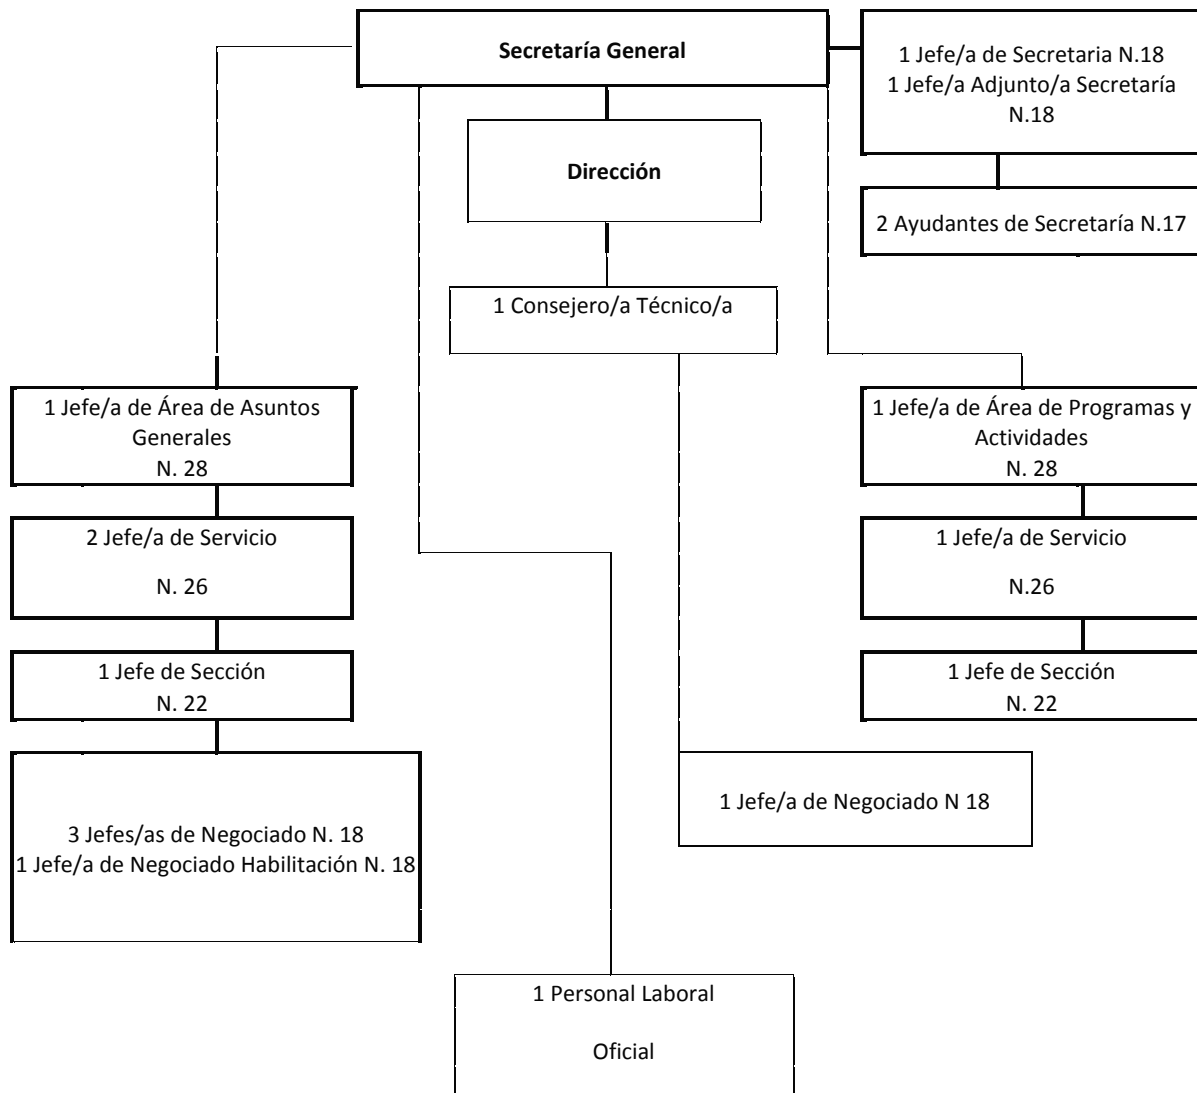 Secretaría General
1 Jefe/a de Secretaria N.18
1 Jefe/a Adjunto/a Secretaría
N.18
Dirección
2 Ayudantes de Secretaría N.17
1 Consejero/a Técnico/a
1 Jefe/a de Área de Asuntos
Generales
N. 28
1 Jefe/a de Área de Programas y
Actividades
N. 28
2 Jefe/a de Servicio
N. 26
1 Jefe/a de Servicio
N.26
1 Jefe de Sección
N. 22
1 Jefe de Sección
N. 22
3 Jefes/as de Negociado N. 18
1 Jefe/a de Negociado Habilitación N. 18
1 Jefe/a de Negociado N 18
1 Personal Laboral
Oficial